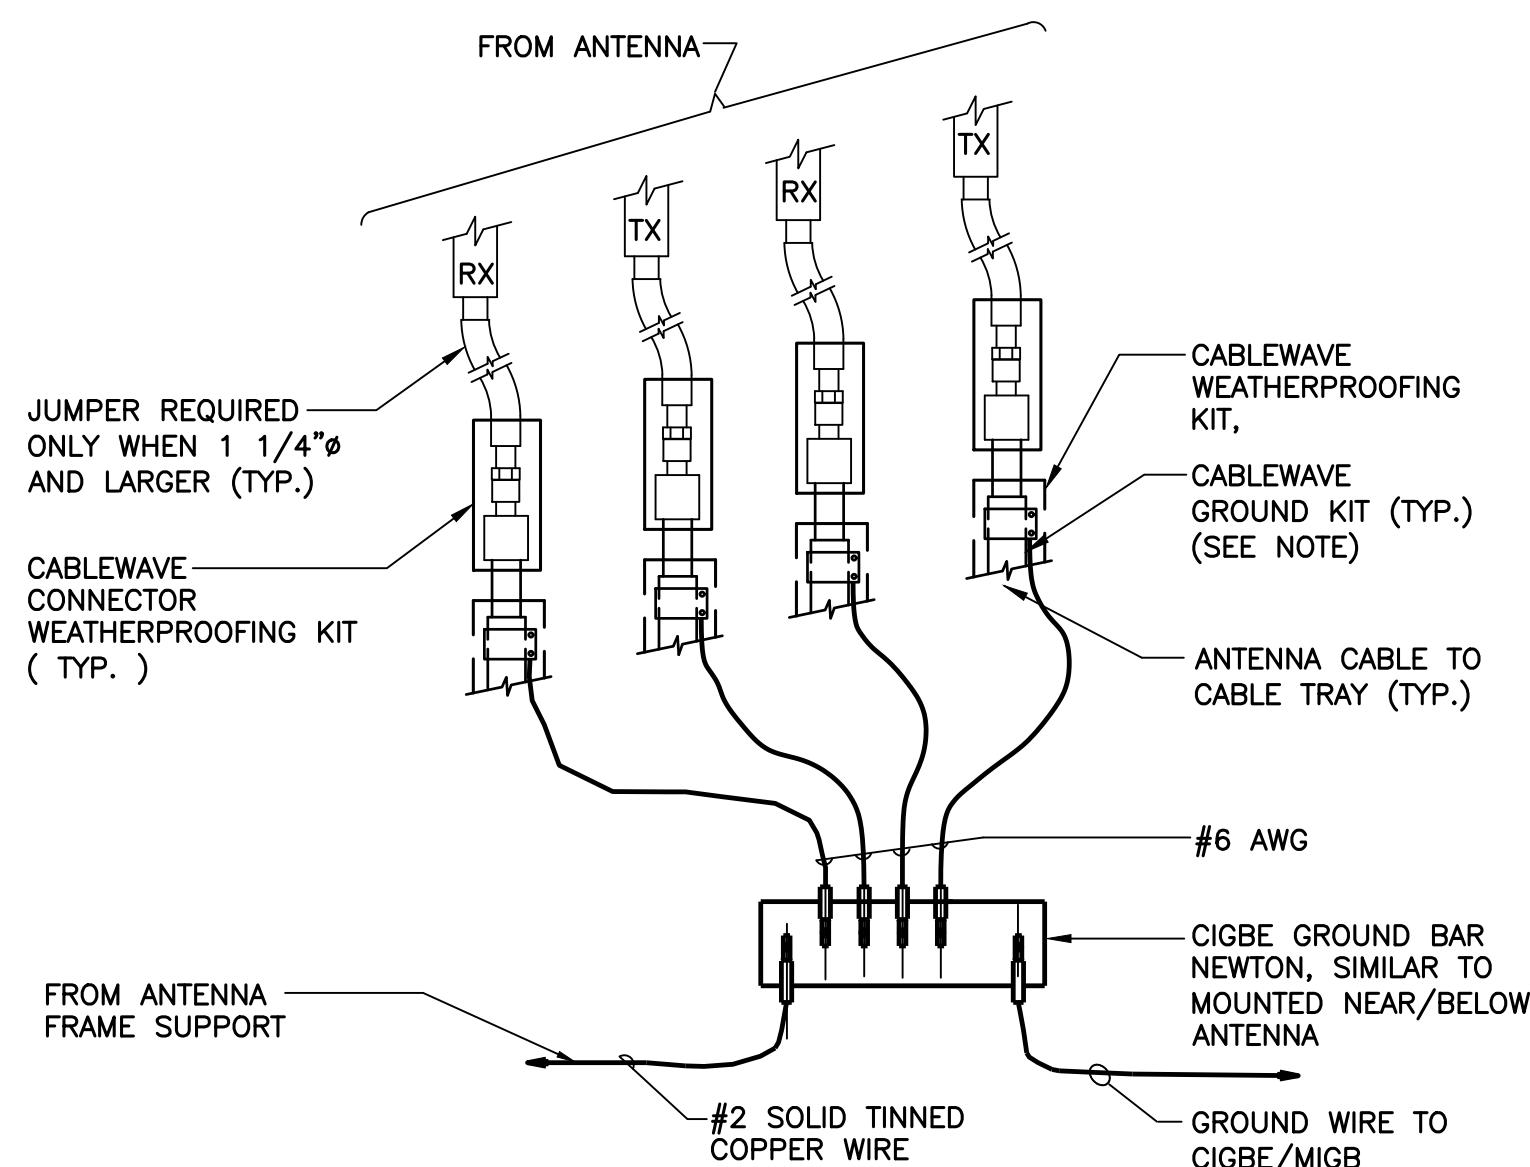 FROM ANTENNA
TX
RX
TX
RX
JUMPER REQUIRED
ONLY WHEN 1 1/4"ø
AND LARGER (TYP.)
CABLEWAVE
CONNECTOR
WEATHERPROOFING KIT
( TYP. )
CABLEWAVE
WEATHERPROOFING
KIT,
CABLEWAVE
GROUND KIT (TYP.)
(SEE NOTE)
ANTENNA CABLE TO
CABLE TRAY (TYP.)
#6 AWG
CIGBE GROUND BAR
NEWTON, SIMILAR TO
MOUNTED NEAR/BELOW
ANTENNA
FROM ANTENNA
FRAME SUPPORT
#2 SOLID TINNED
COPPER WIRE
GROUND WIRE TO
CIGBE/MIGB